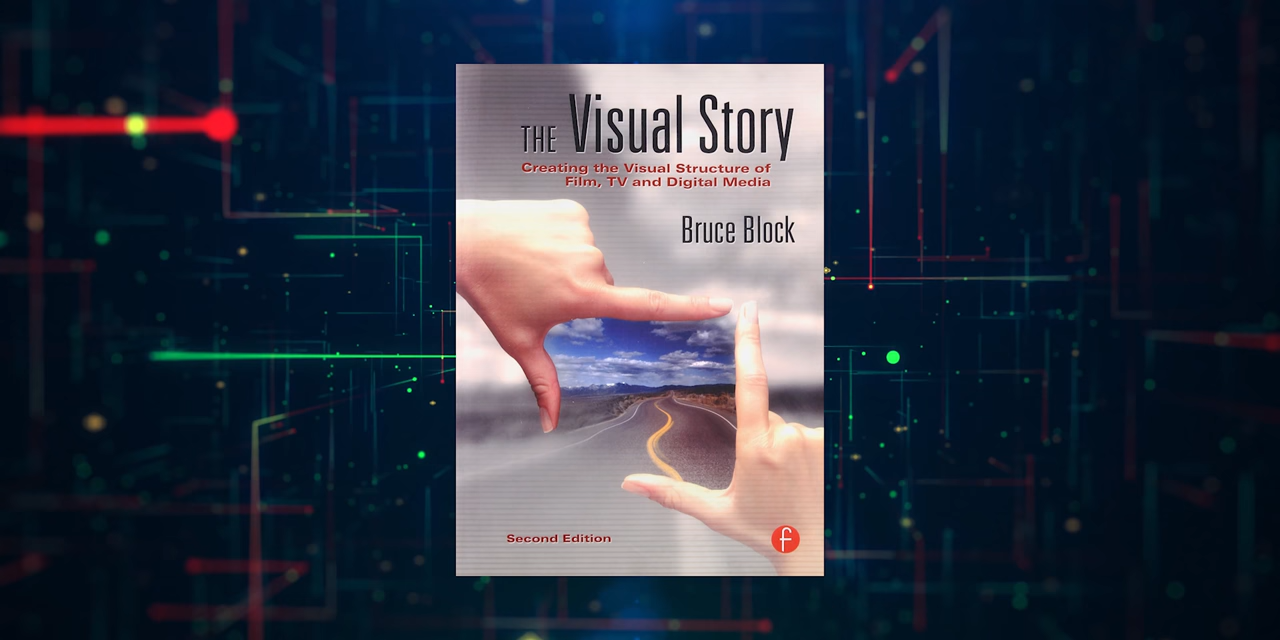 THE Visual Story
Creating the Visual Structure of
Film, TV and Digital Media
Bruce Block
Second Edition
f